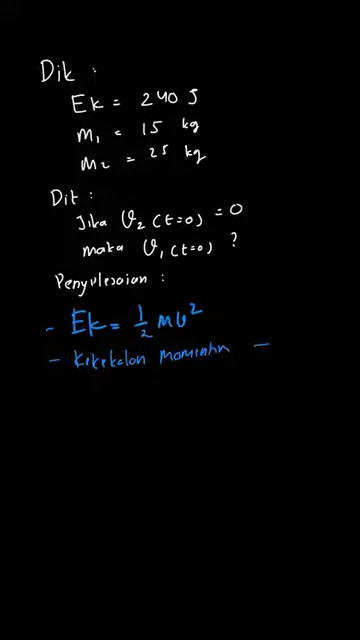 Dik :
Ek = 240 J
m₁ = 15 kg
m₂ = 25 kg
Dit :
Jika v₂ (t=0) = 0
maka v₁ (t=0) ?
Penyelesaian :
- Ek = 1/2 mv²
- Kekekalan momentum -